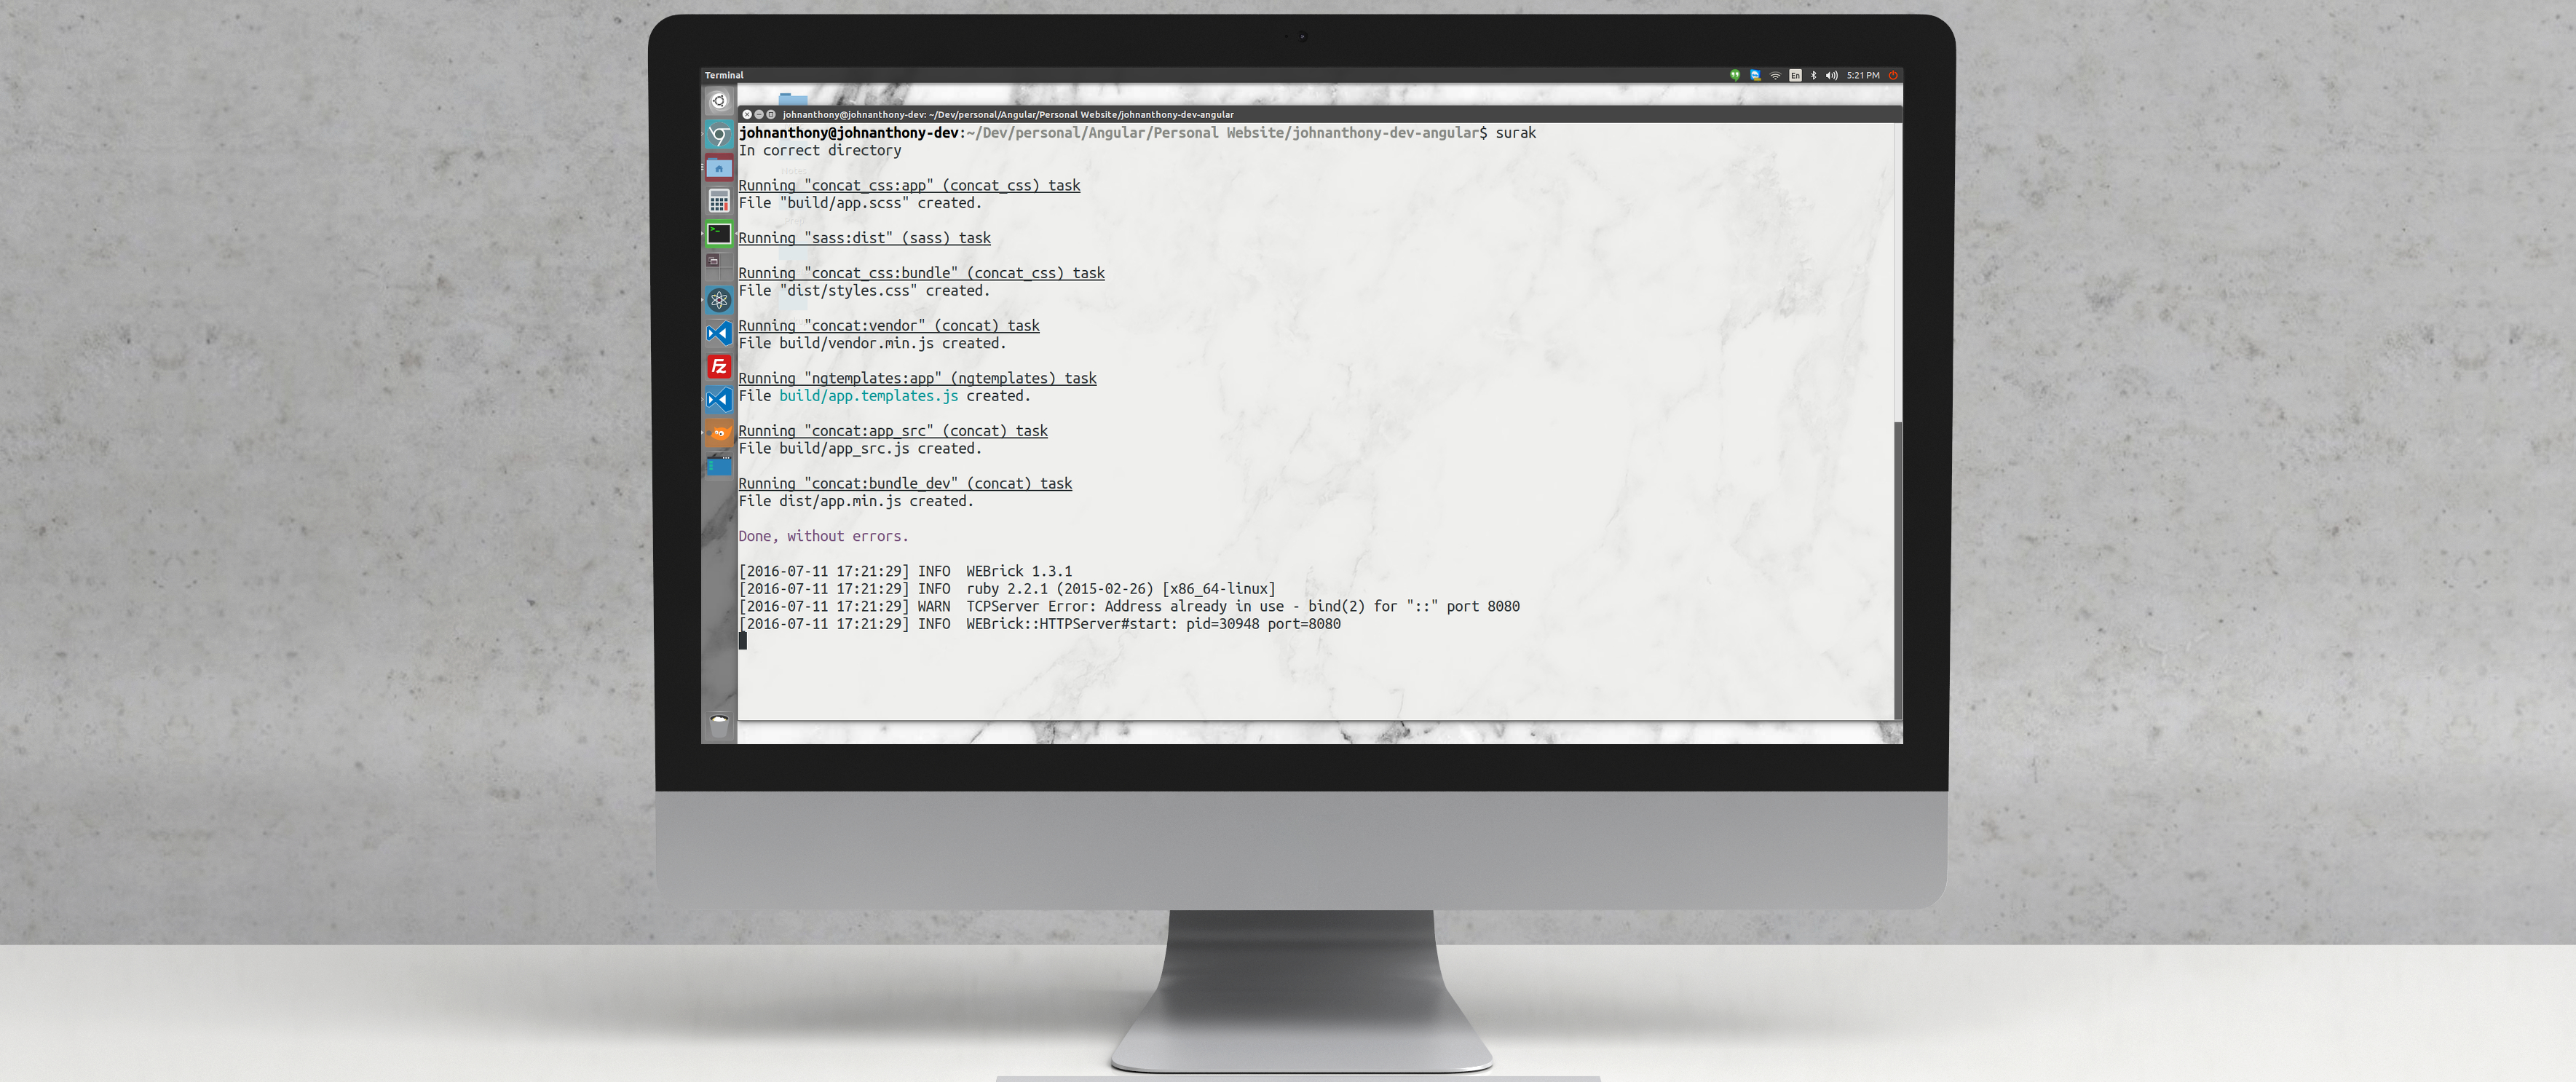 Terminal
En
5:21 PM
johnanthony@johnanthony-dev: ~/Dev/personal/Angular/Personal Website/johnanthony-dev-angular
johnanthony@johnanthony-dev:~/Dev/personal/Angular/Personal Website/johnanthony-dev-angular$ surak
In correct directory
Running "concat_css:app" (concat_css) task
File "build/app.scss" created.
Running "sass:dist" (sass) task
Running "concat_css:bundle" (concat_css) task
File "dist/styles.css" created.
Running "concat:vendor" (concat) task
File build/vendor.min.js created.
Running "ngtemplates:app" (ngtemplates) task
File build/app.templates.js created.
Running "concat:app_src" (concat) task
File build/app_src.js created.
Running "concat:bundle_dev" (concat) task
File dist/app.min.js created.
Done, without errors.
[2016-07-11 17:21:29] INFO  WEBrick 1.3.1
[2016-07-11 17:21:29] INFO  ruby 2.2.1 (2015-02-26) [x86_64-linux]
[2016-07-11 17:21:29] WARN  TCPServer Error: Address already in use - bind(2) for "::" port 8080
[2016-07-11 17:21:29] INFO  WEBrick::HTTPServer#start: pid=30948 port=8080
Fz